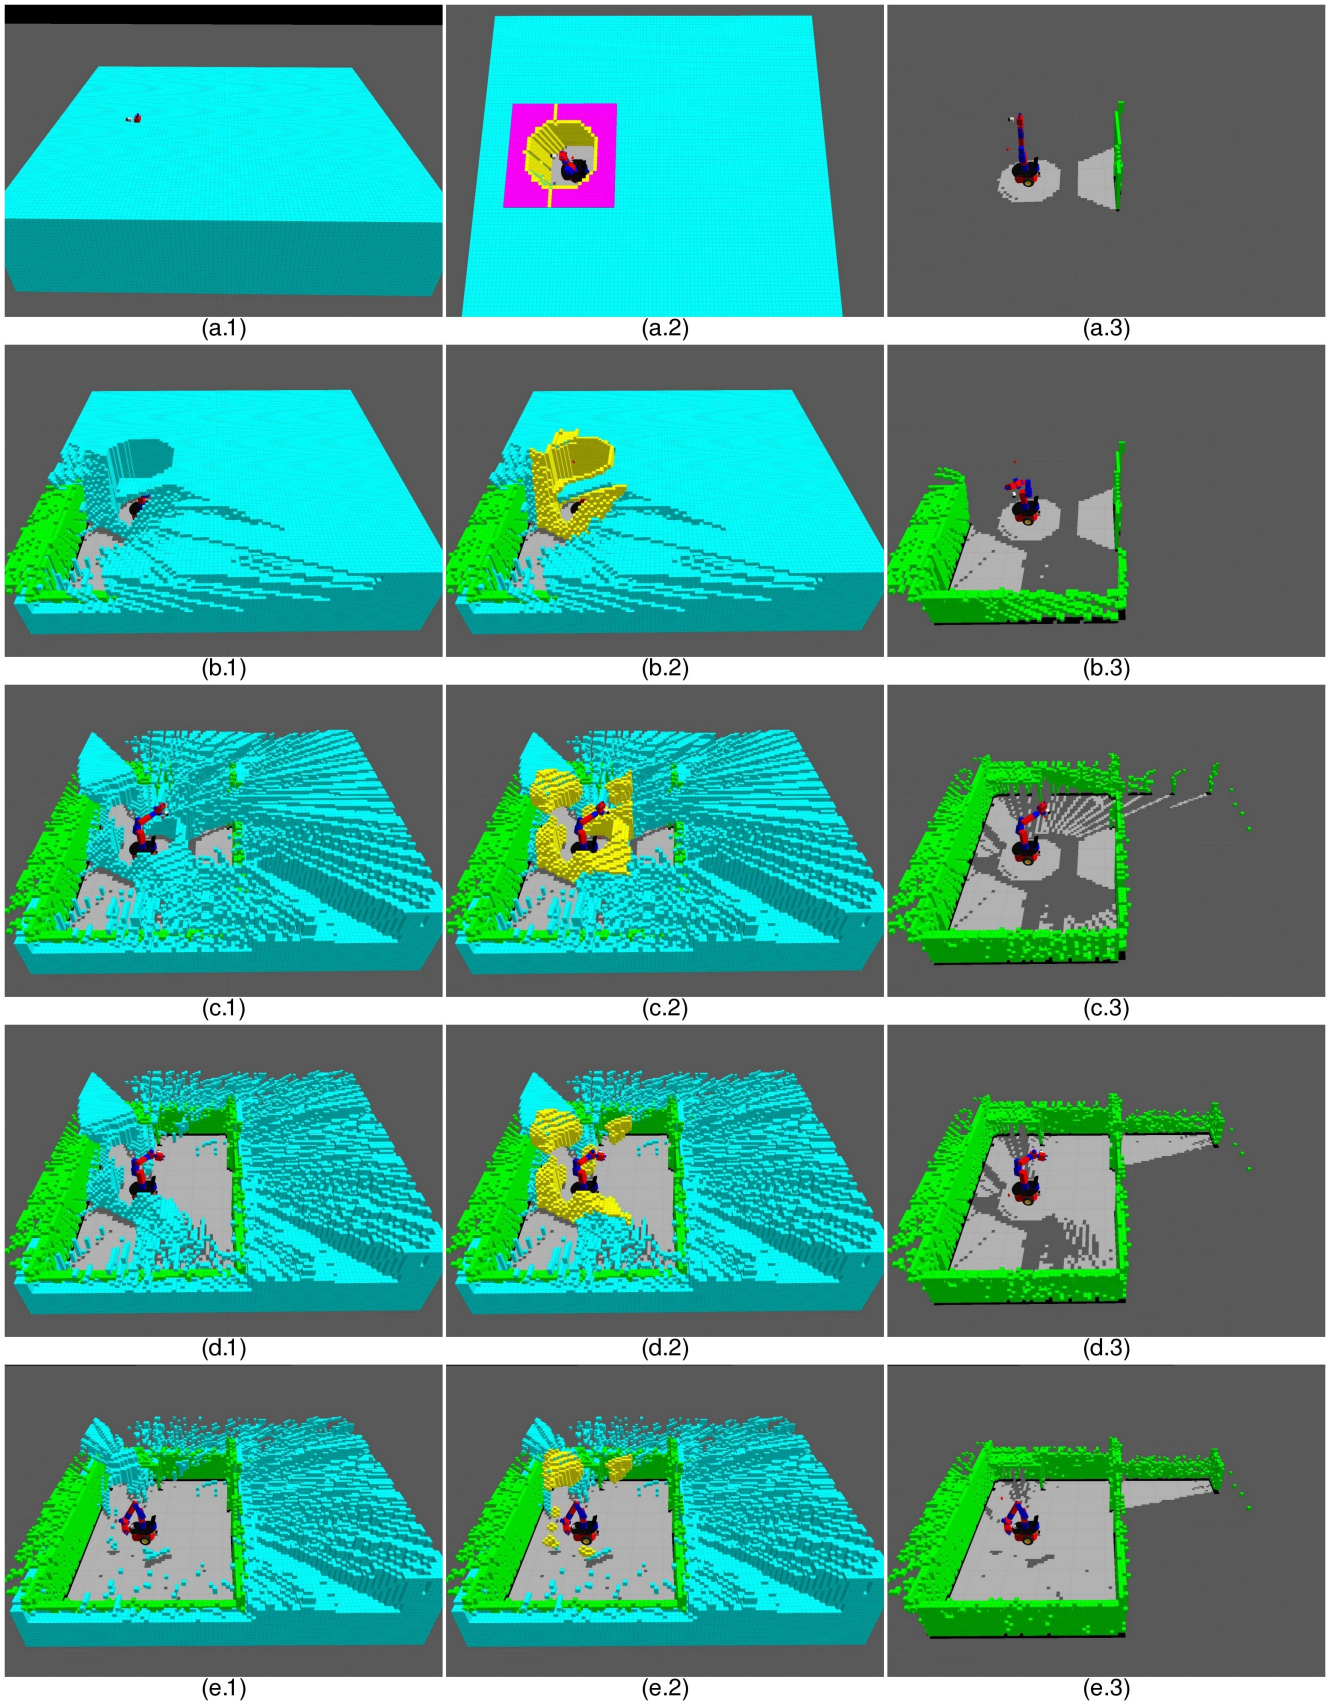 (a.1) (a.2) (a.3)
(b.1) (b.2) (b.3)
(c.1) (c.2) (c.3)
(d.1) (d.2) (d.3)
(e.1) (e.2) (e.3)